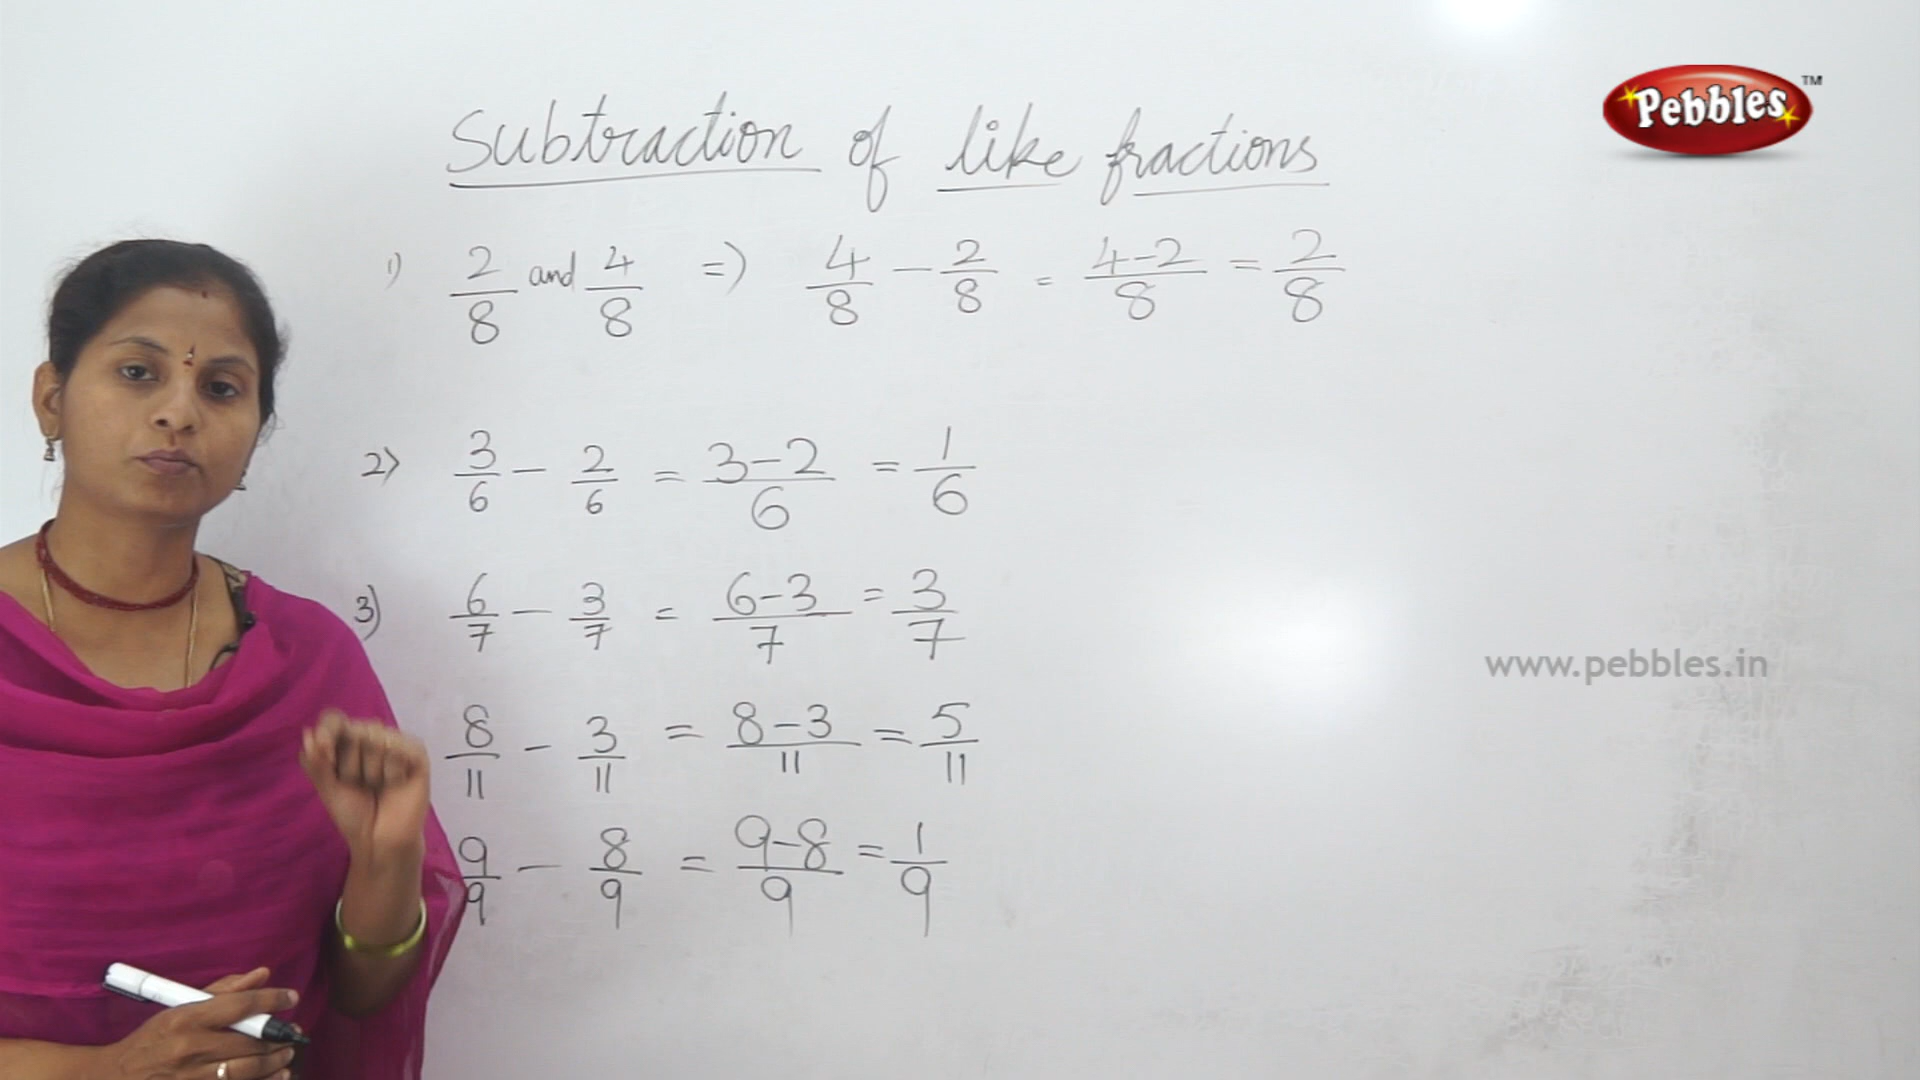 Pebbles TM
Subtraction of like fractions
1) 2/8 and 4/8 => 4/8 - 2/8 = 4-2/8 = 2/8
2) 3/6 - 2/6 = 3-2/6 = 1/6
3) 6/7 - 3/7 = 6-3/7 = 3/7
www.pebbles.in
8/11 - 3/11 = 8-3/11 = 5/11
9/9 - 8/9 = 9-8/9 = 1/9